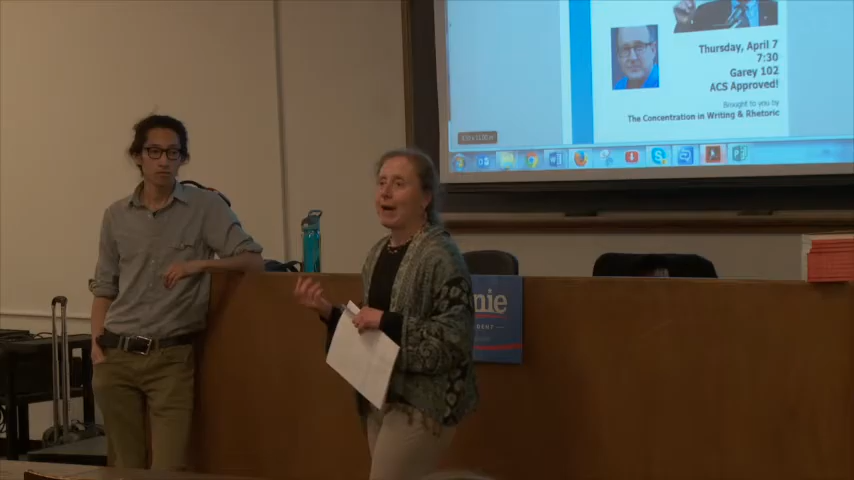 Thursday, April 7
7:30
Garey 102
ACS Approved!
Brought to you by
The Concentration in Writing & Rhetoric
nie